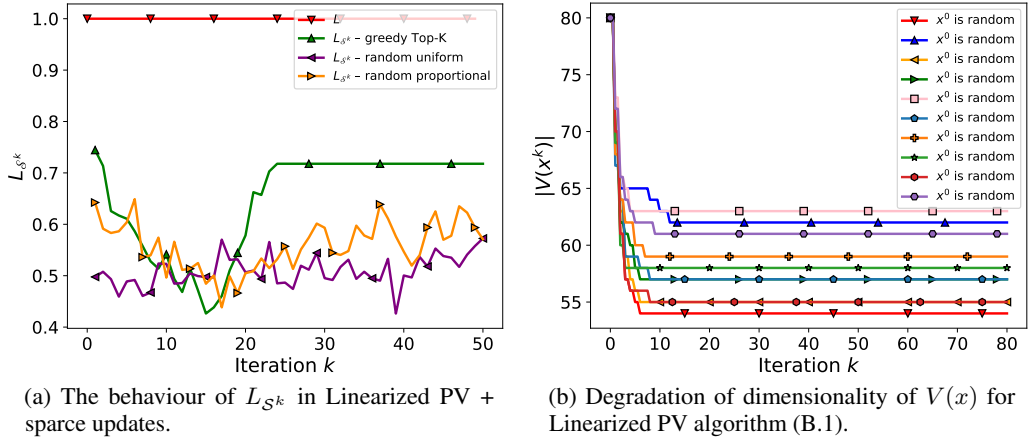 1.0
0.9
0.8
0.7
0.6
0.5
0.4
L_{S^k}
0 10 20 30 40 50
Iteration k
L
L_{S^k} – greedy Top-K
L_{S^k} – random uniform
L_{S^k} – random proportional
(a) The behaviour of L_{S^k} in Linearized PV +
sparce updates.
80
75
70
65
60
55
|V(x^k)|
0 10 20 30 40 50 60 70 80
Iteration k
x^0 is random
x^0 is random
x^0 is random
x^0 is random
x^0 is random
x^0 is random
x^0 is random
x^0 is random
x^0 is random
x^0 is random
(b) Degradation of dimensionality of V(x) for
Linearized PV algorithm (B.1).